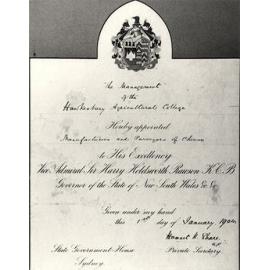 The Management
of the
Hawkesbury Agricultural College
Hereby appointed
Manufacturers and Purveyors of Cheese
to His Excellency
Vice Admiral Sir Harry Holdsworth Rawson K.C.B
Governor of the State of New South Wales &c &c
Given under my hand
this 1st day of January 1904
State Government House
Private Secretary
Sydney.